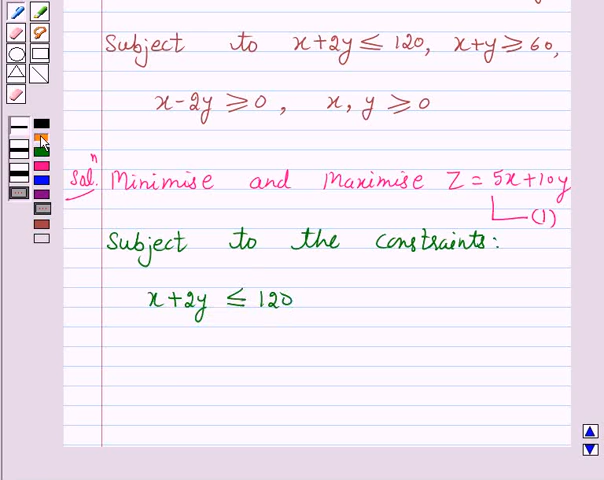 Subject to x+2y ≤ 120, x+y ≥ 60,
x-2y ≥ 0, x, y ≥ 0
Solⁿ. Minimise and Maximise Z = 5x+10y
(1)
Subject to the constraints:
x+2y ≤ 120